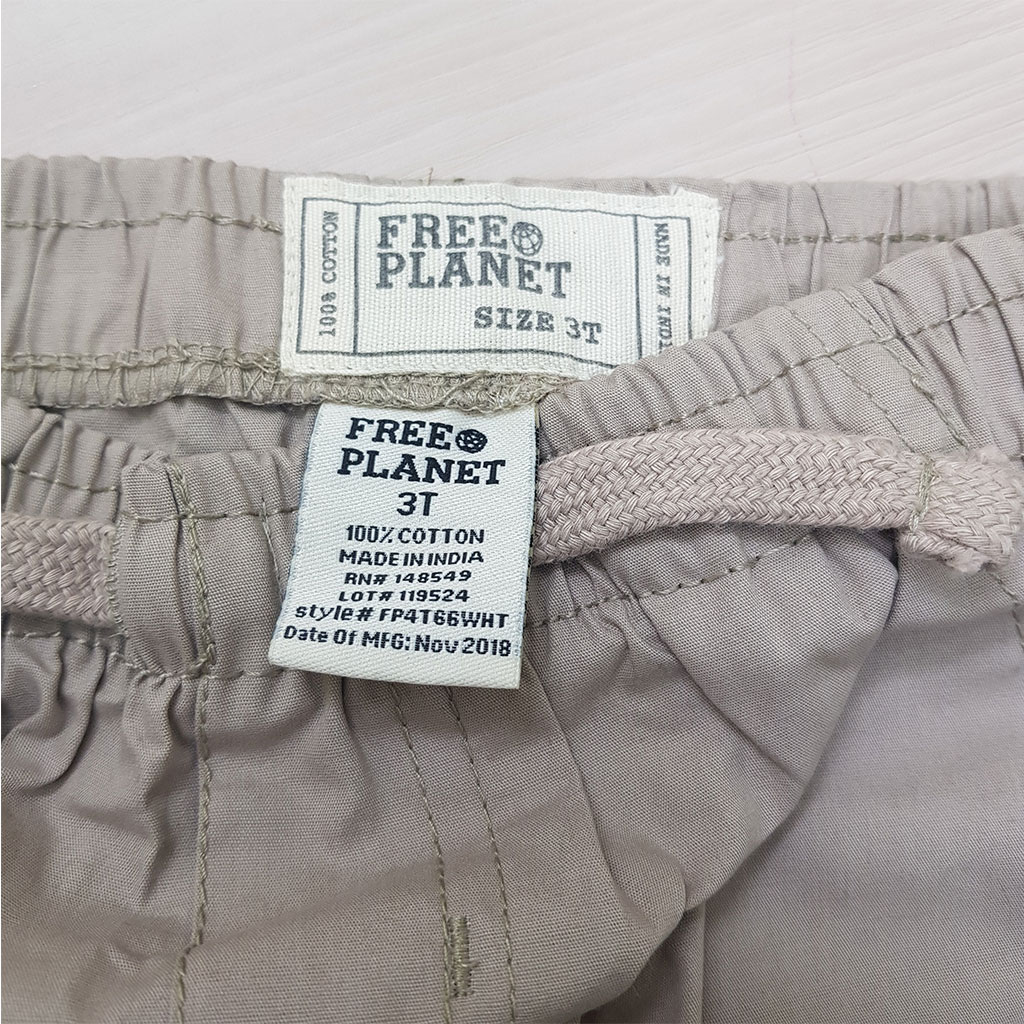 100% COTTON
FREE
PLANET
SIZE 3T
MADE IN INDI
FREE
PLANET
3T
100% COTTON
MADE IN INDIA
RN# 148549
LOT# 119524
style# FP4T66WHT
Date Of MFG: Nov 2018